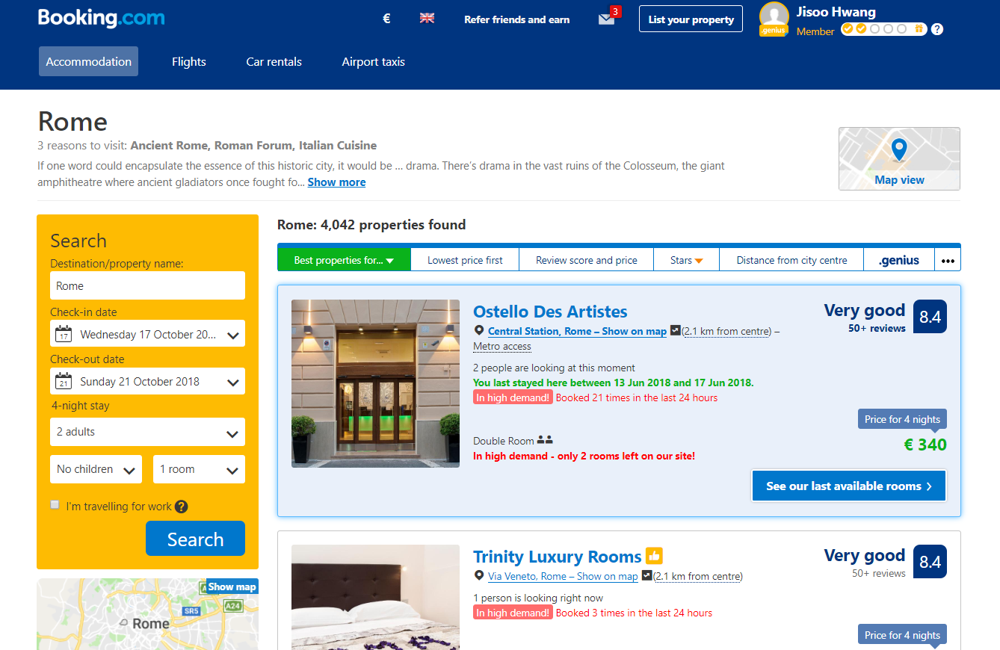 Booking.com
€
Refer friends and earn
3
List your property
.genius
Jisoo Hwang
Member
?
Accommodation
Flights
Car rentals
Airport taxis
Rome
3 reasons to visit: Ancient Rome, Roman Forum, Italian Cuisine
If one word could encapsulate the essence of this historic city, it would be ... drama. There's drama in the vast ruins of the Colosseum, the giant
amphitheatre where ancient gladiators once fought fo... Show more
Map view
Search
Destination/property name:
Rome
Check-in date
17
Wednesday 17 October 20...
Check-out date
21
Sunday 21 October 2018
4-night stay
2 adults
No children
1 room
I'm travelling for work ?
Search
Show map
A24
SR5
Rome
Rome: 4,042 properties found
Best properties for...
Lowest price first
Review score and price
Stars
Distance from city centre
.genius
•••
Ostello Des Artistes
Central Station, Rome – Show on map (2.1 km from centre) –
Metro access
Very good
50+ reviews
8.4
2 people are looking at this moment
You last stayed here between 13 Jun 2018 and 17 Jun 2018.
In high demand! Booked 21 times in the last 24 hours
Price for 4 nights
Double Room
€ 340
In high demand - only 2 rooms left on our site!
See our last available rooms
Trinity Luxury Rooms
Via Veneto, Rome – Show on map (2.1 km from centre)
Very good
50+ reviews
8.4
1 person is looking right now
In high demand! Booked 3 times in the last 24 hours
Price for 4 nights